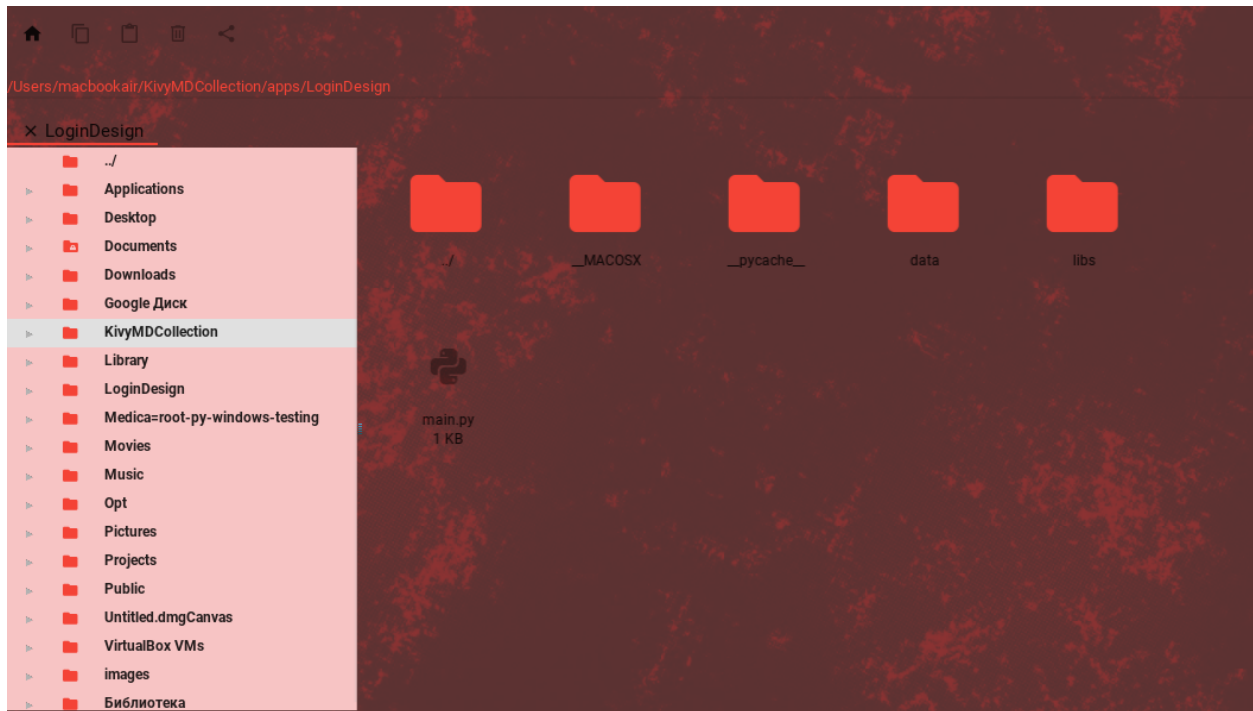 /Users/macbookair/KivyMDCollection/apps/LoginDesign
LoginDesign
../
Applications
Desktop
Documents
Downloads
Google Диск
KivyMDCollection
Library
LoginDesign
Medica=root-py-windows-testing
Movies
Music
Opt
Pictures
Projects
Public
Untitled.dmgCanvas
VirtualBox VMs
images
Библиотека
../
__MACOSX
__pycache__
data
libs
main.py
1 KB